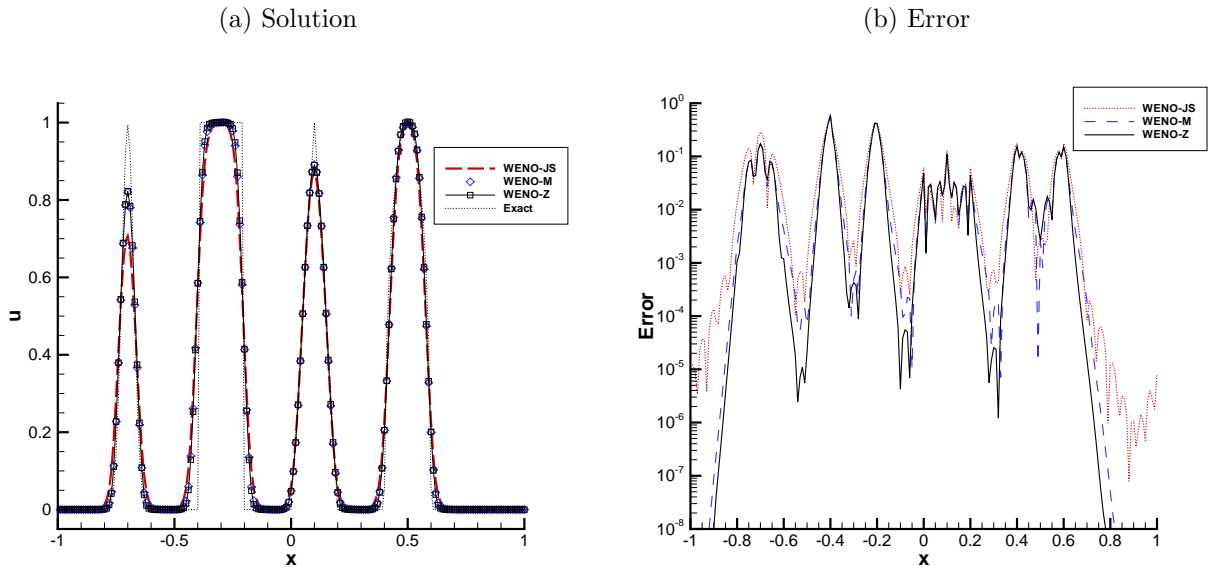 (a) Solution
(b) Error
u
1
0.8
0.6
0.4
0.2
0
-1
-0.5
0
0.5
1
x
WENO-JS
WENO-M
WENO-Z
Exact
Error
10^0
10^-1
10^-2
10^-3
10^-4
10^-5
10^-6
10^-7
10^-8
-1
-0.8
-0.6
-0.4
-0.2
0
0.2
0.4
0.6
0.8
1
x
WENO-JS
WENO-M
WENO-Z